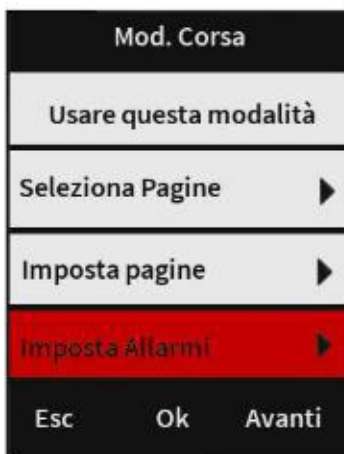 Mod. Corsa
Usare questa modalità
Seleziona Pagine
Imposta pagine
Imposta Allarmi
Esc Ok Avanti